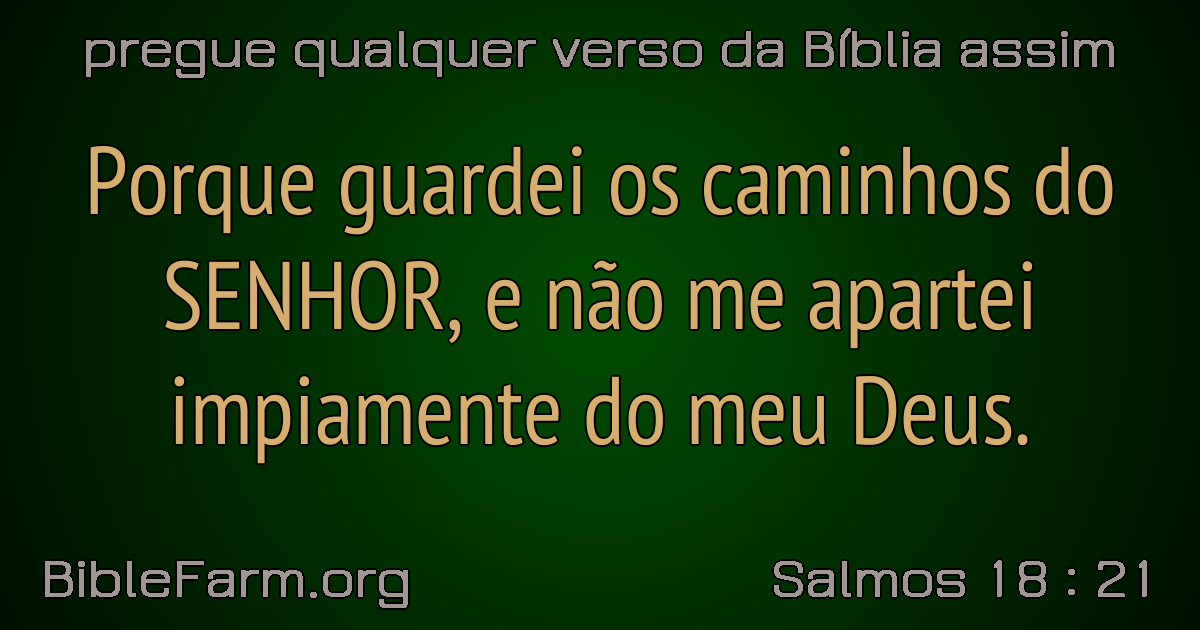 pregue qualquer verso da Bíblia assim
Porque guardei os caminhos do
SENHOR, e não me apartei
impiamente do meu Deus.
BibleFarm.org
Salmos 18 : 21